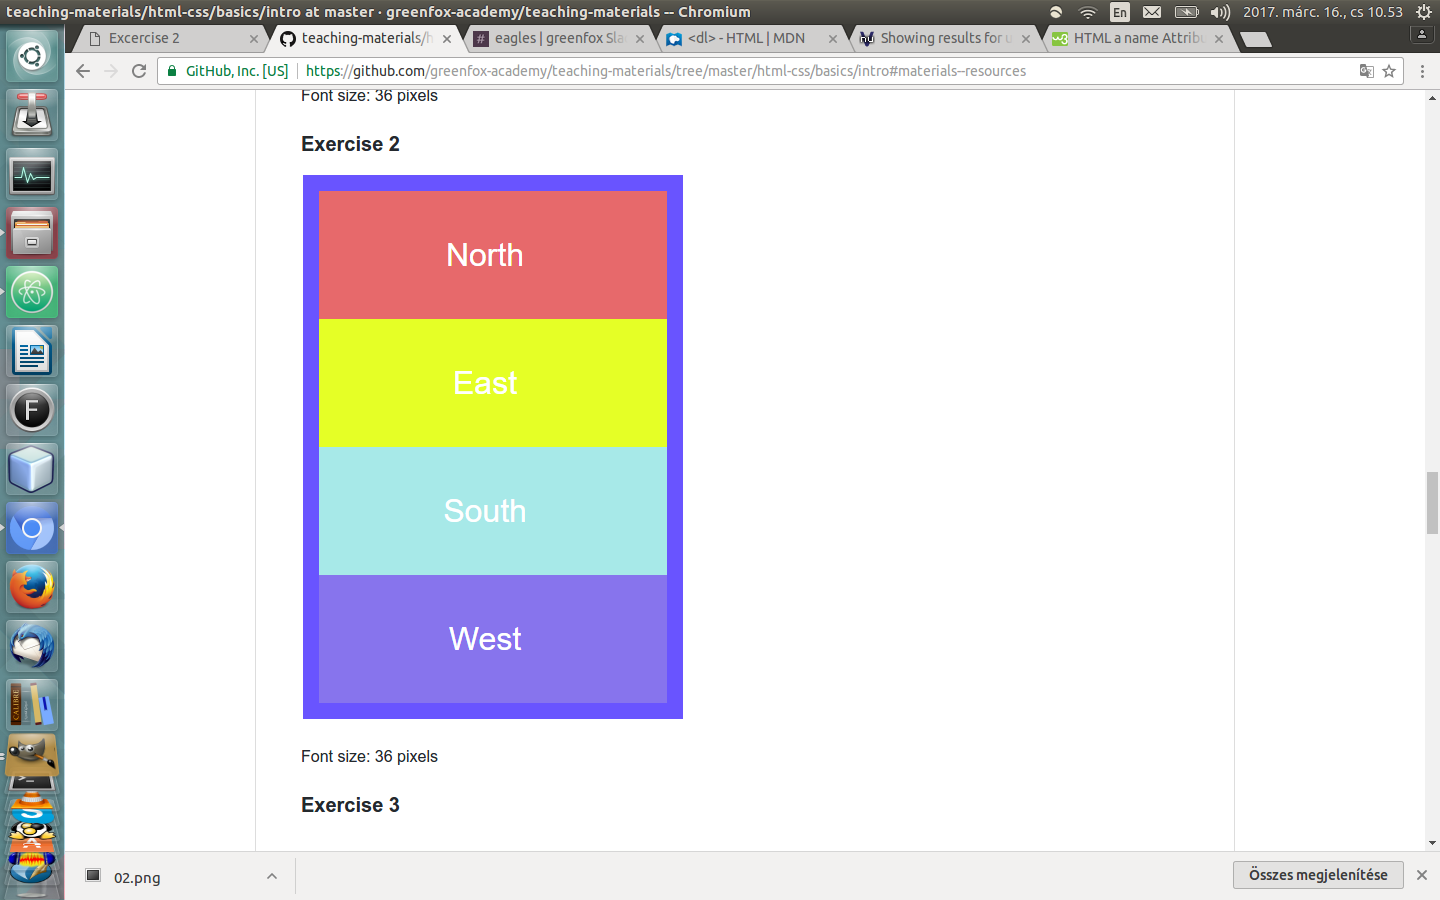 teaching-materials/html-css/basics/intro at master · greenfox-academy/teaching-materials -- Chromium
En
2017. márc. 16., cs 10.53
Excercise 2
teaching-materials/h
eagles | greenfox Sla
<dl> - HTML | MDN
Showing results for u
HTML a name Attribu
GitHub, Inc. [US]
https://github.com/greenfox-academy/teaching-materials/tree/master/html-css/basics/intro#materials--resources
Font size: 36 pixels
Exercise 2
North
East
South
West
Font size: 36 pixels
Exercise 3
CALIBRE
02.png
Összes megjelenítése